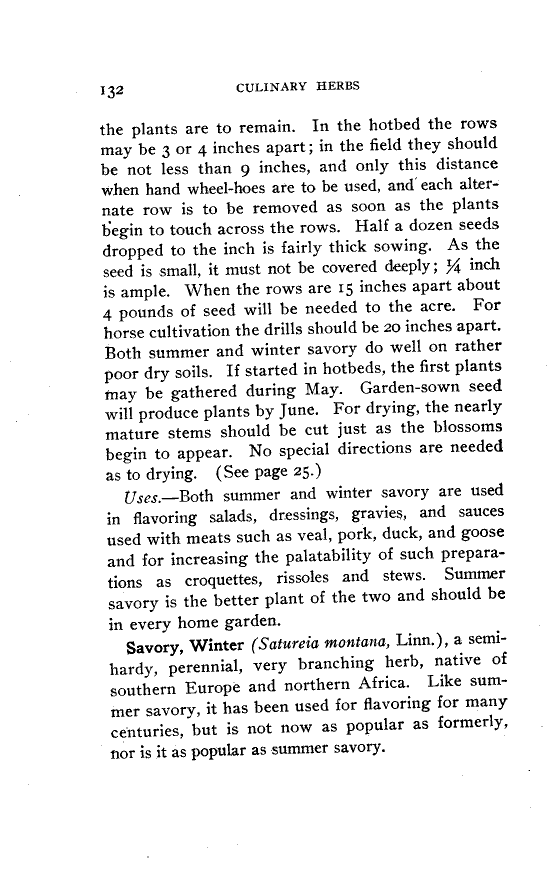 132 CULINARY HERBS
the plants are to remain. In the hotbed the rows
may be 3 or 4 inches apart; in the field they should
be not less than 9 inches, and only this distance
when hand wheel-hoes are to be used, and each alter-
nate row is to be removed as soon as the plants
begin to touch across the rows. Half a dozen seeds
dropped to the inch is fairly thick sowing. As the
seed is small, it must not be covered deeply; ¼ inch
is ample. When the rows are 15 inches apart about
4 pounds of seed will be needed to the acre. For
horse cultivation the drills should be 20 inches apart.
Both summer and winter savory do well on rather
poor dry soils. If started in hotbeds, the first plants
may be gathered during May. Garden-sown seed
will produce plants by June. For drying, the nearly
mature stems should be cut just as the blossoms
begin to appear. No special directions are needed
as to drying. (See page 25.)
Uses.—Both summer and winter savory are used
in flavoring salads, dressings, gravies, and sauces
used with meats such as veal, pork, duck, and goose
and for increasing the palatability of such prepara-
tions as croquettes, rissoles and stews. Summer
savory is the better plant of the two and should be
in every home garden.
Savory, Winter (Satureia montana, Linn.), a semi-
hardy, perennial, very branching herb, native of
southern Europe and northern Africa. Like sum-
mer savory, it has been used for flavoring for many
centuries, but is not now as popular as formerly,
nor is it as popular as summer savory.